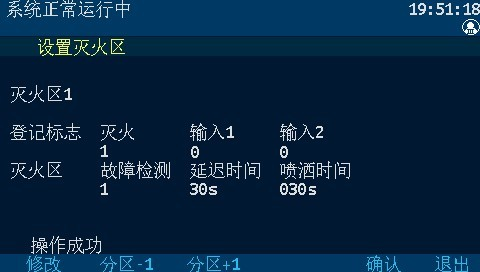 系统正常运行中 19:51:18
设置灭火区
灭火区1
登记标志 灭火 输入1 输入2
1 0 0
灭火区 故障检测 延迟时间 喷洒时间
1 30s 030s
操作成功
修改 分区-1 分区+1 确认 退出